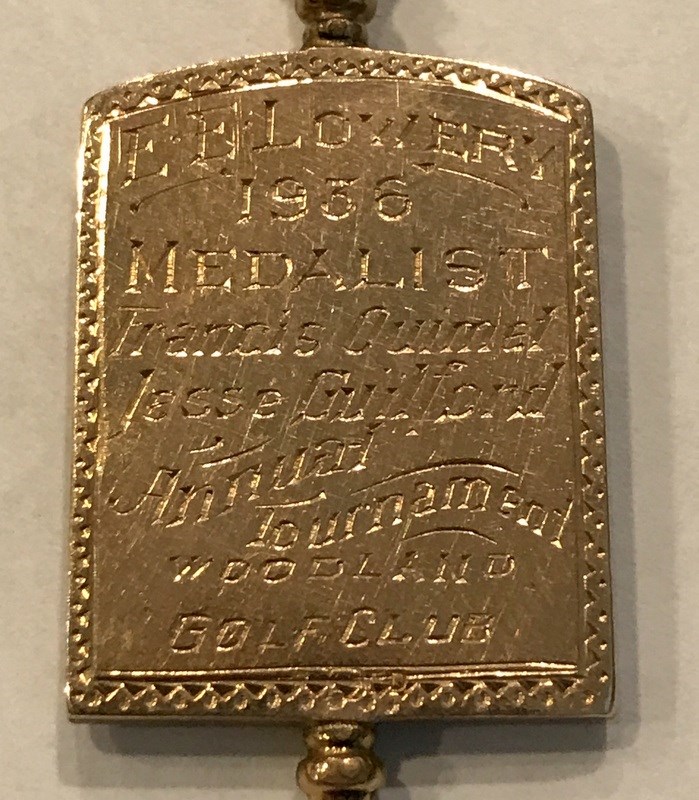 E.E. LOWERY
1936
MEDALIST
Francis Ouimet
Jesse Guilford
Annual
Tournament
WOODLAND
GOLF CLUB